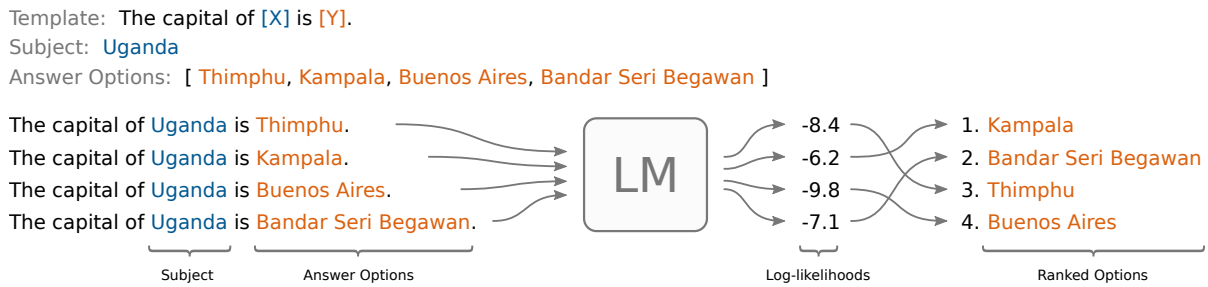 Template: The capital of [X] is [Y].
Subject: Uganda
Answer Options: [ Thimphu, Kampala, Buenos Aires, Bandar Seri Begawan ]
The capital of Uganda is Thimphu.
The capital of Uganda is Kampala.
The capital of Uganda is Buenos Aires.
The capital of Uganda is Bandar Seri Begawan.
Subject
Answer Options
LM
-8.4
-6.2
-9.8
-7.1
Log-likelihoods
1. Kampala
2. Bandar Seri Begawan
3. Thimphu
4. Buenos Aires
Ranked Options